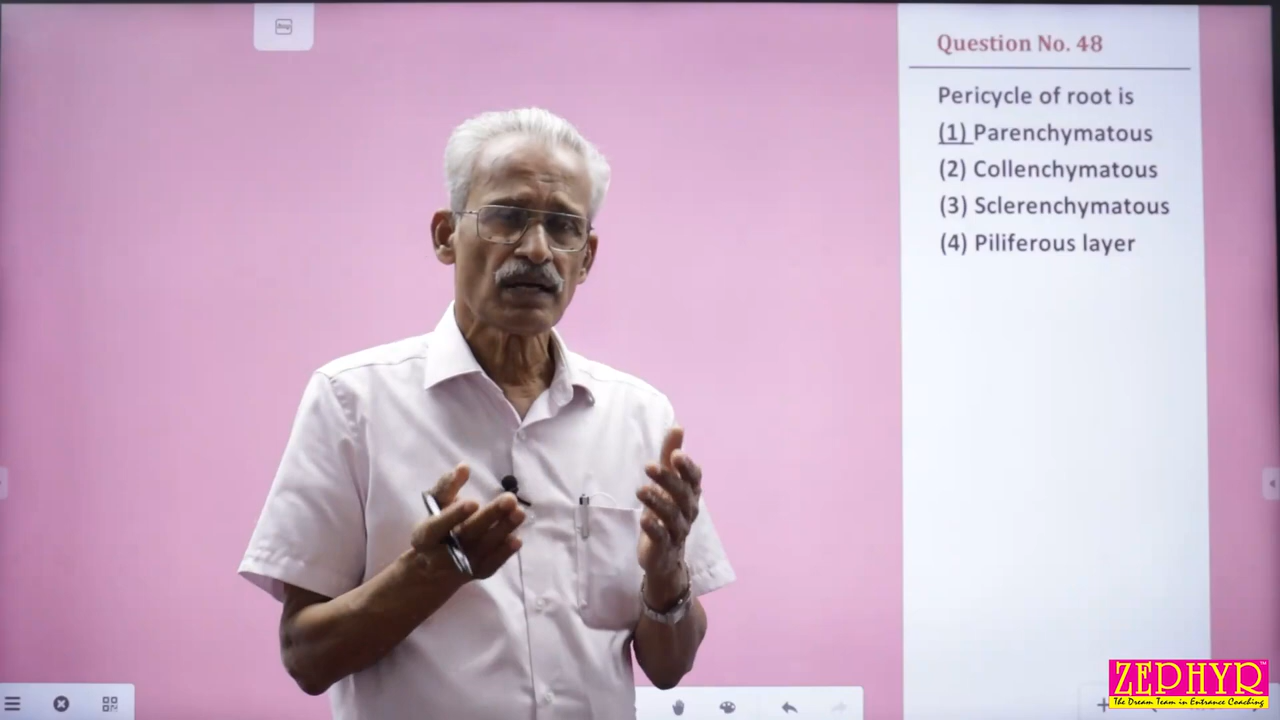 Question No. 48
Pericycle of root is
(1) Parenchymatous
(2) Collenchymatous
(3) Sclerenchymatous
(4) Piliferous layer
ZEPHYR™
The Dream Team in Entrance Coaching